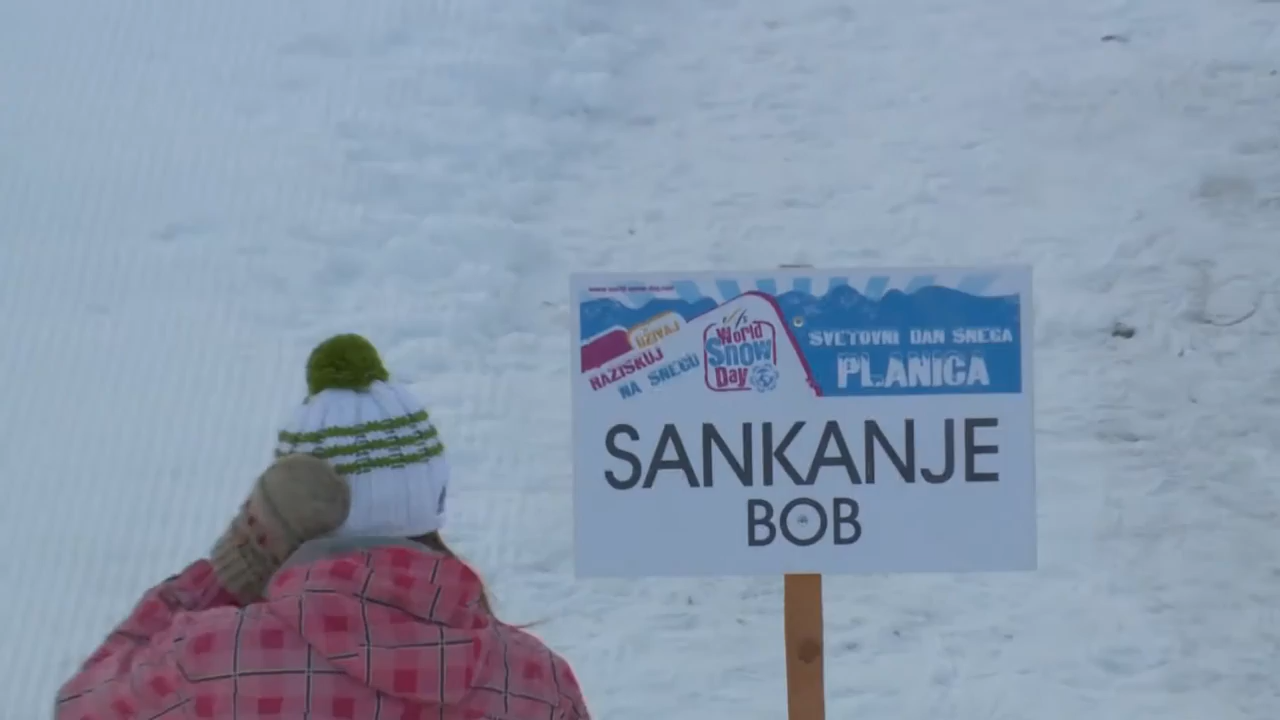 UŽIVAJ
RAZISKUJ
NA SNEGU
World
Snow
Day
SVETOVNI DAN SNEGA
PLANICA
SANKANJE
BOB